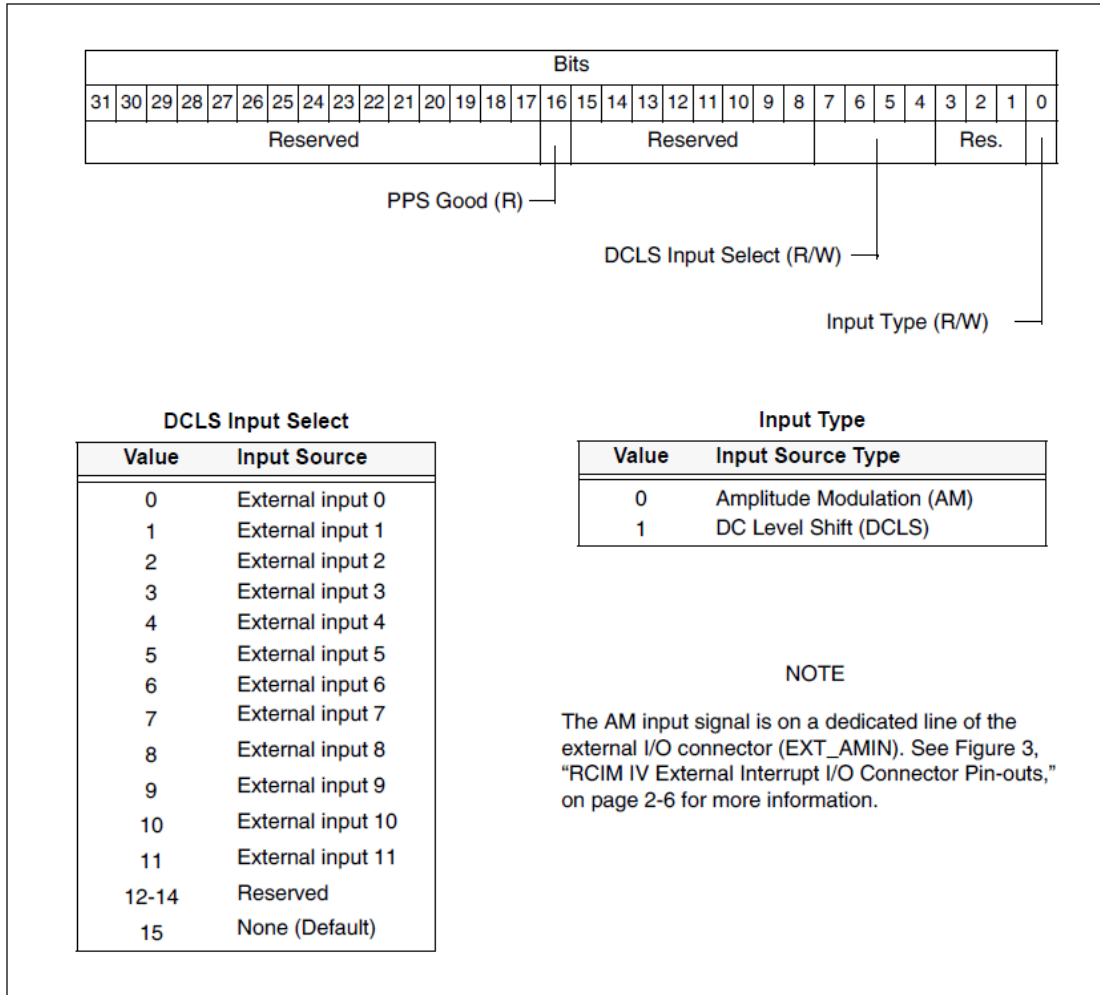 Bits
31 30 29 28 27 26 25 24 23 22 21 20 19 18 17 16 15 14 13 12 11 10 9 8 7 6 5 4 3 2 1 0
Reserved Reserved Res.
PPS Good (R)
DCLS Input Select (R/W)
Input Type (R/W)
DCLS Input Select
Value Input Source
0 External input 0
1 External input 1
2 External input 2
3 External input 3
4 External input 4
5 External input 5
6 External input 6
7 External input 7
8 External input 8
9 External input 9
10 External input 10
11 External input 11
12-14 Reserved
15 None (Default)
Input Type
Value Input Source Type
0 Amplitude Modulation (AM)
1 DC Level Shift (DCLS)
NOTE
The AM input signal is on a dedicated line of the
external I/O connector (EXT_AMIN). See Figure 3,
“RCIM IV External Interrupt I/O Connector Pin-outs,”
on page 2-6 for more information.